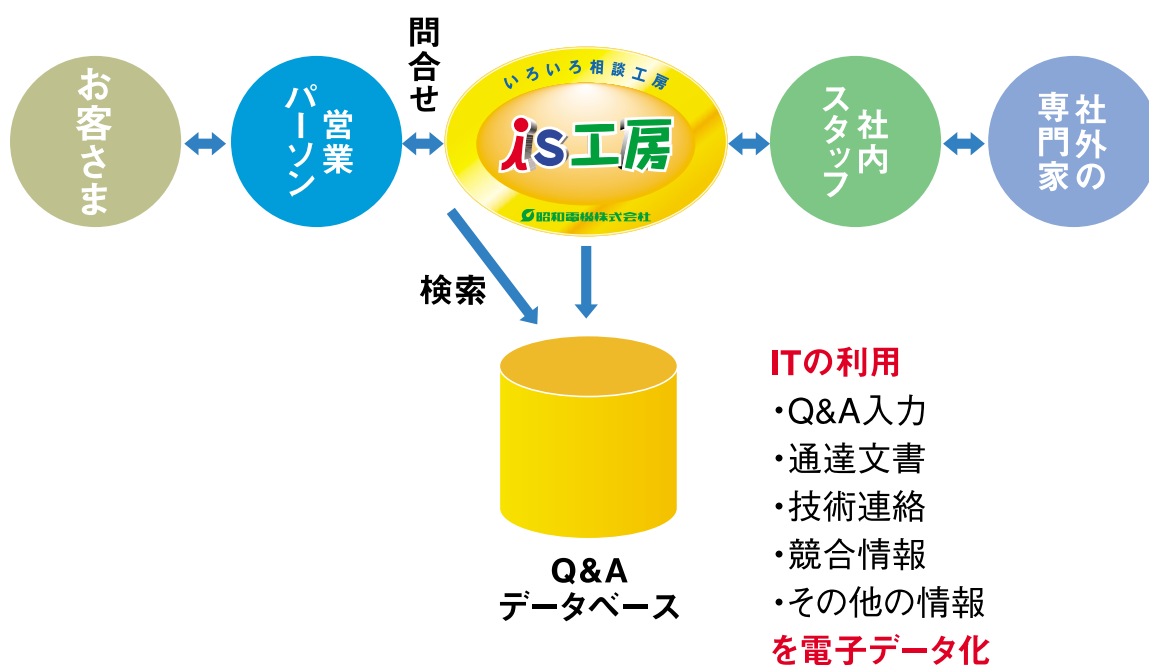 お客さま
営業
パーソン
問合せ
いろいろ相談工房
is工房
昭和電機株式会社
社内
スタッフ
社外の
専門家
検索
Q&A
データベース
ITの利用
・Q&A入力
・通達文書
・技術連絡
・競合情報
・その他の情報
を電子データ化